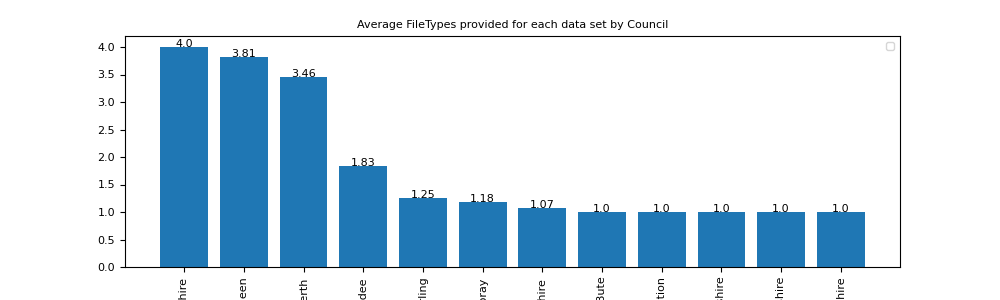 Average FileTypes provided for each data set by Council
4.0
3.5
3.0
2.5
2.0
1.5
1.0
0.5
0.0
4.0
3.81
3.46
1.83
1.25
1.18
1.07
1.0
1.0
1.0
1.0
1.0
hire
een
erth
dee
ling
oray
hire
Bute
tion
hire
hire
hire